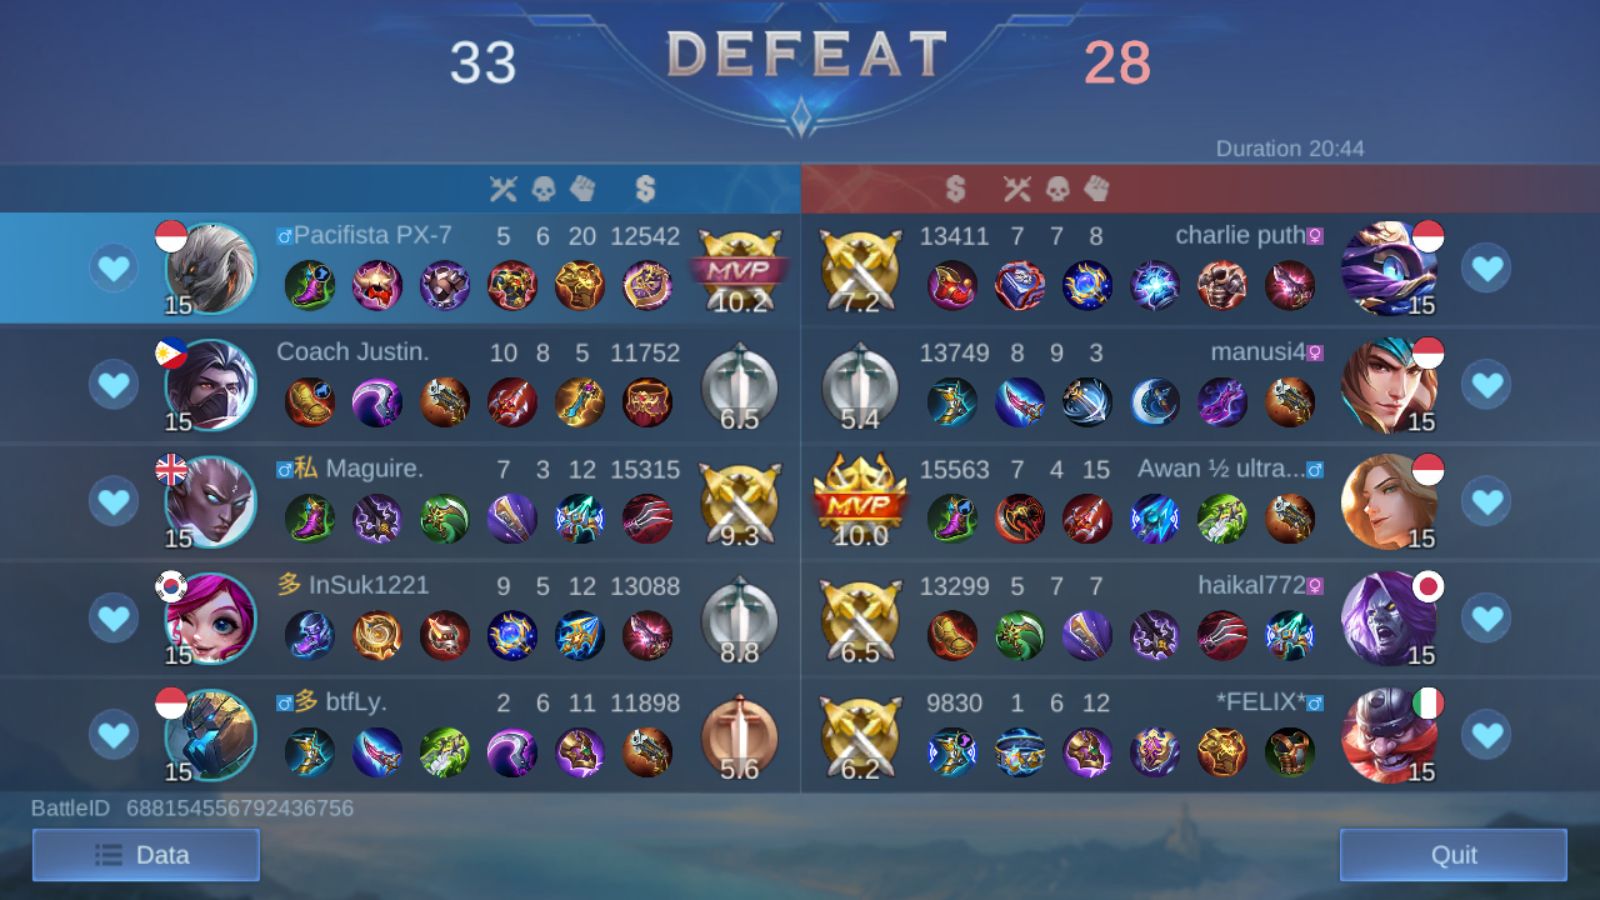 33 DEFEAT 28
Duration 20:44
Pacifista PX-7 5 6 20 12542 MVP 10.2
15
7.2 13411 7 7 8 charlie puth
15
Coach Justin. 10 8 5 11752 6.5
15
5.4 13749 8 9 3 manusi4
15
私 Maguire. 7 3 12 15315 9.3
15
MVP 10.0 15563 7 4 15 Awan ½ ultra...
15
多 InSuk1221 9 5 12 13088 8.8
15
6.5 13299 5 7 7 haikal772
15
多 btfLy. 2 6 11 11898 5.6
15
6.2 9830 1 6 12 *FELIX*
15
BattleID 688154556792436756
Data
Quit